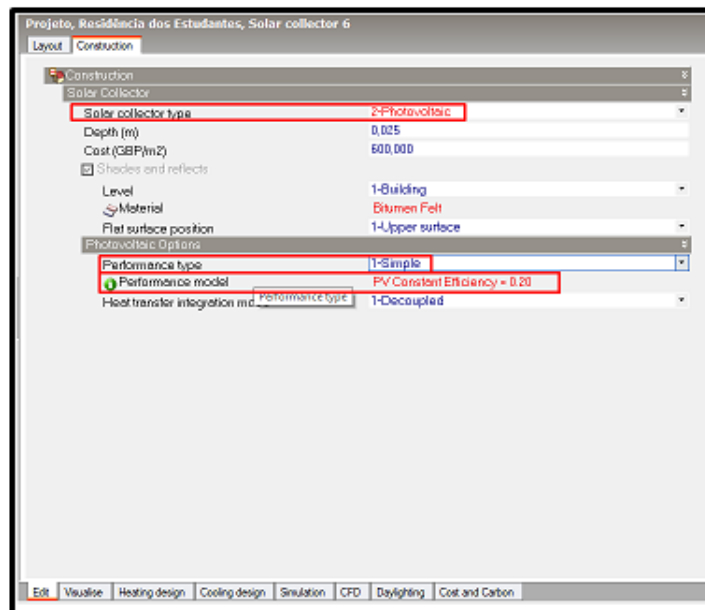 Projeto, Residência dos Estudantes, Solar collector 6
Layout Construction
Construction
Solar Collector
Solar collector type 2-Photovoltaic
Depth (m) 0,025
Cost (GBP/m2) 600,000
Shades and reflects
Level 1-Building
Material Bitumen Felt
Flat surface position 1-Upper surface
Photovoltaic Options
Performance type 1-Simple
Performance model PV Constant Efficiency = 0.20
Performance type
Heat transfer integration m 1-Decoupled
Edit Visualise Heating design Cooling design Simulation CFD Daylighting Cost and Carbon